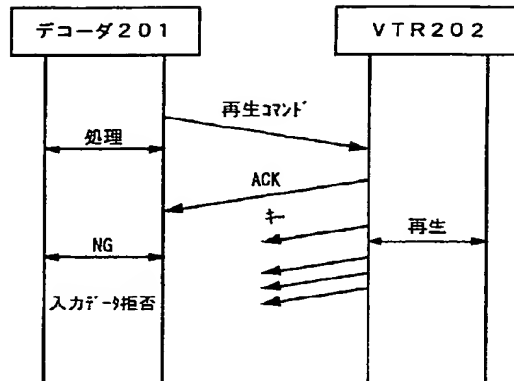 デコーダ201
VTR202
再生コマンド
処理
ACK
キー
再生
NG
入力データ拒否